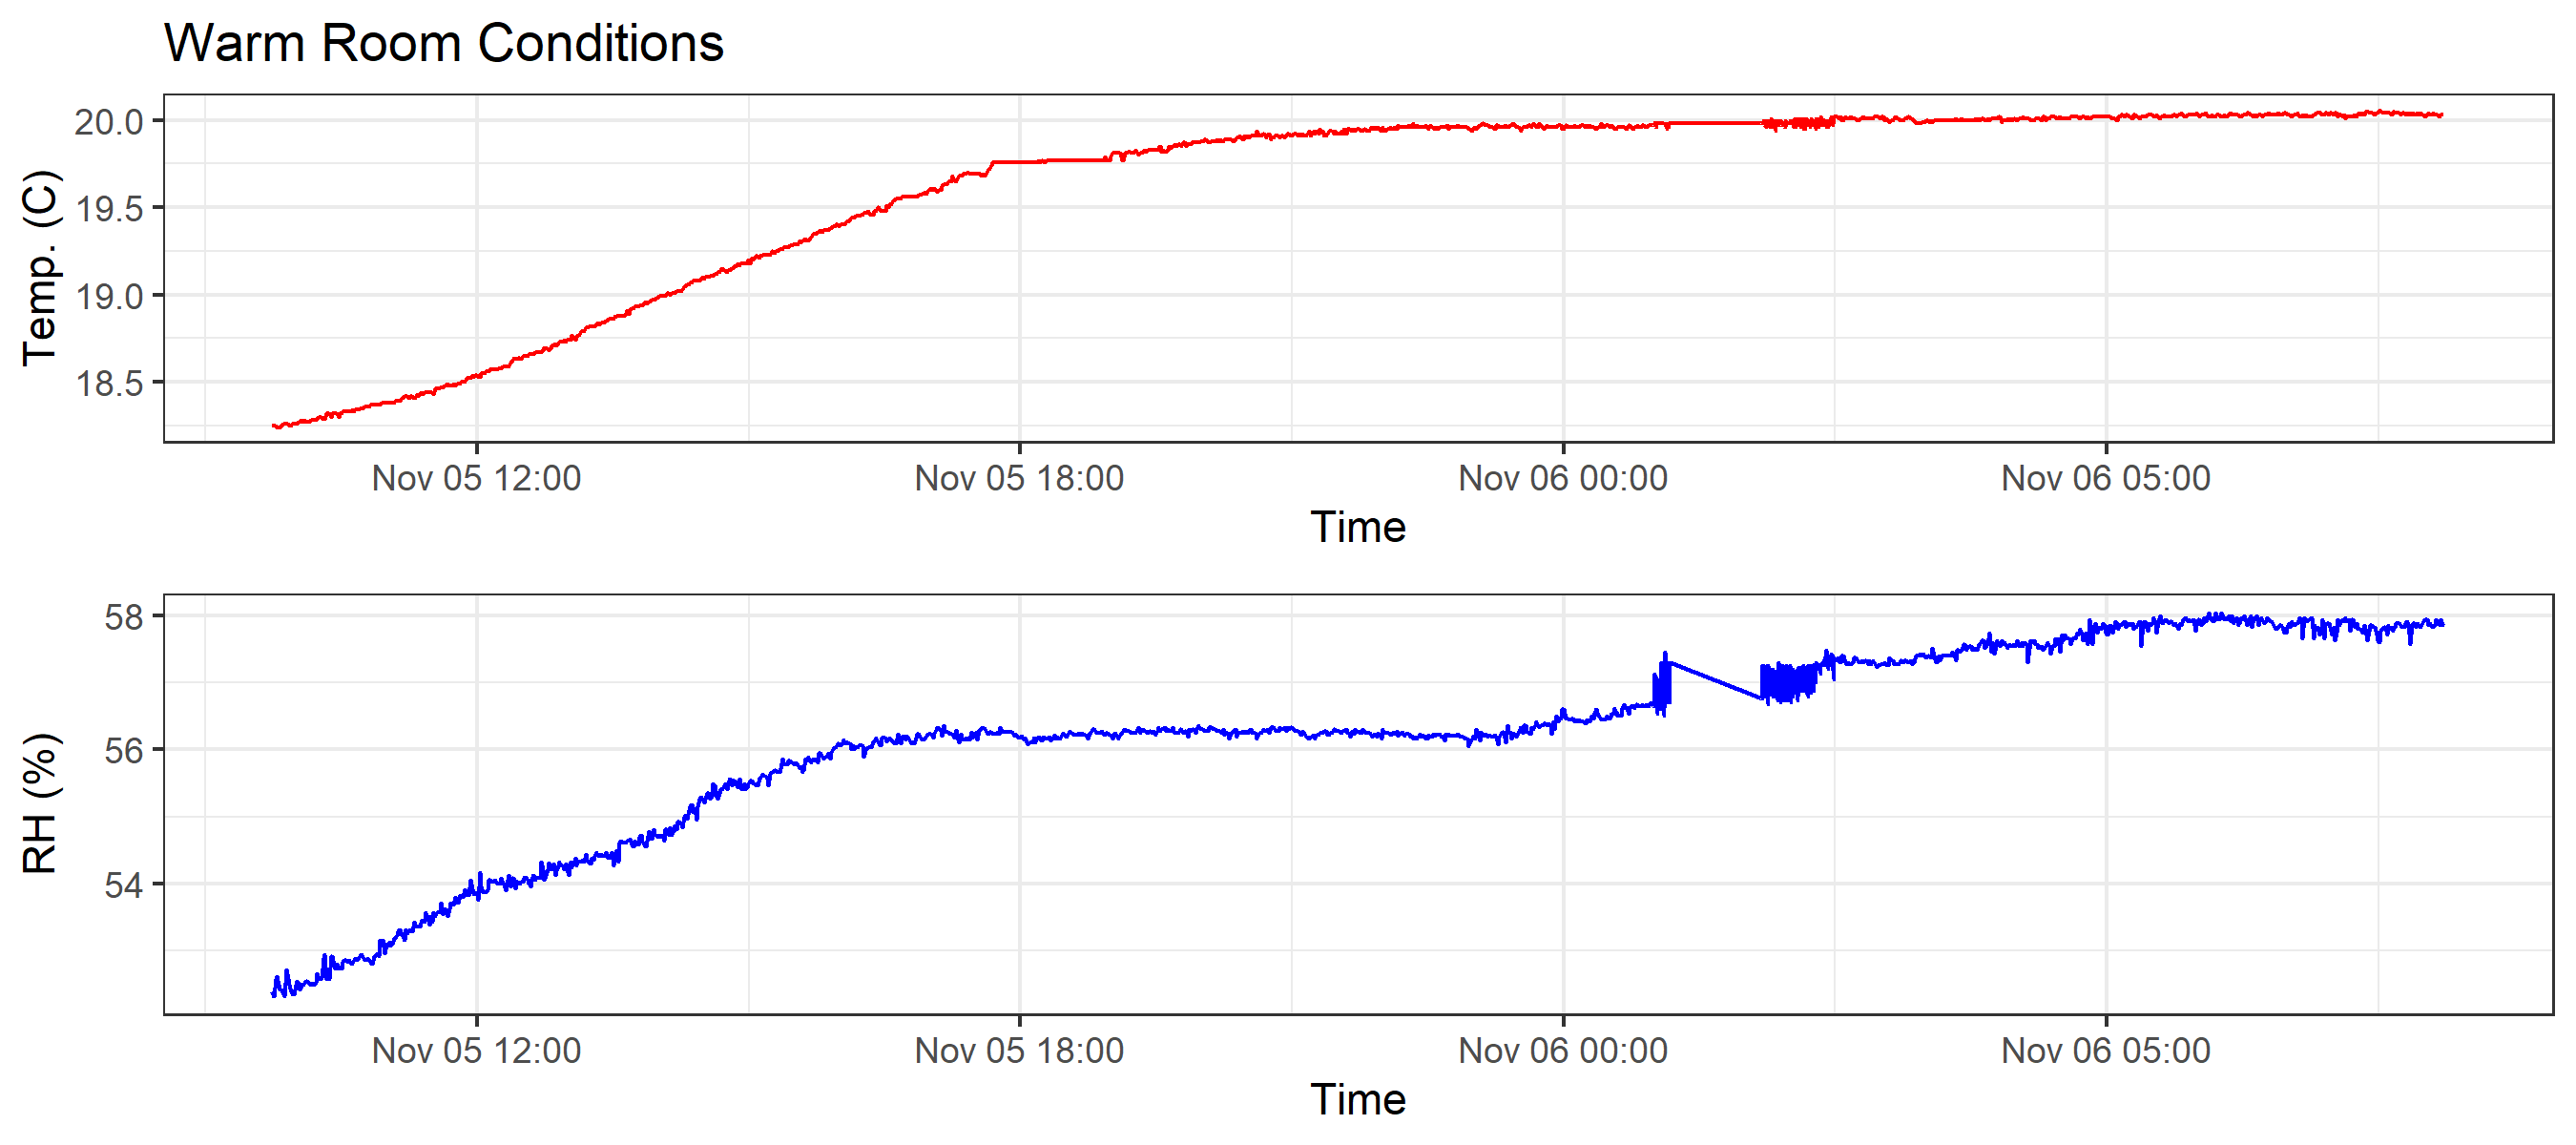 Warm Room Conditions
Temp. (C)
20.0
19.5
19.0
18.5
Nov 05 12:00 Nov 05 18:00 Nov 06 00:00 Nov 06 05:00
Time
RH (%)
58
56
54
Nov 05 12:00 Nov 05 18:00 Nov 06 00:00 Nov 06 05:00
Time